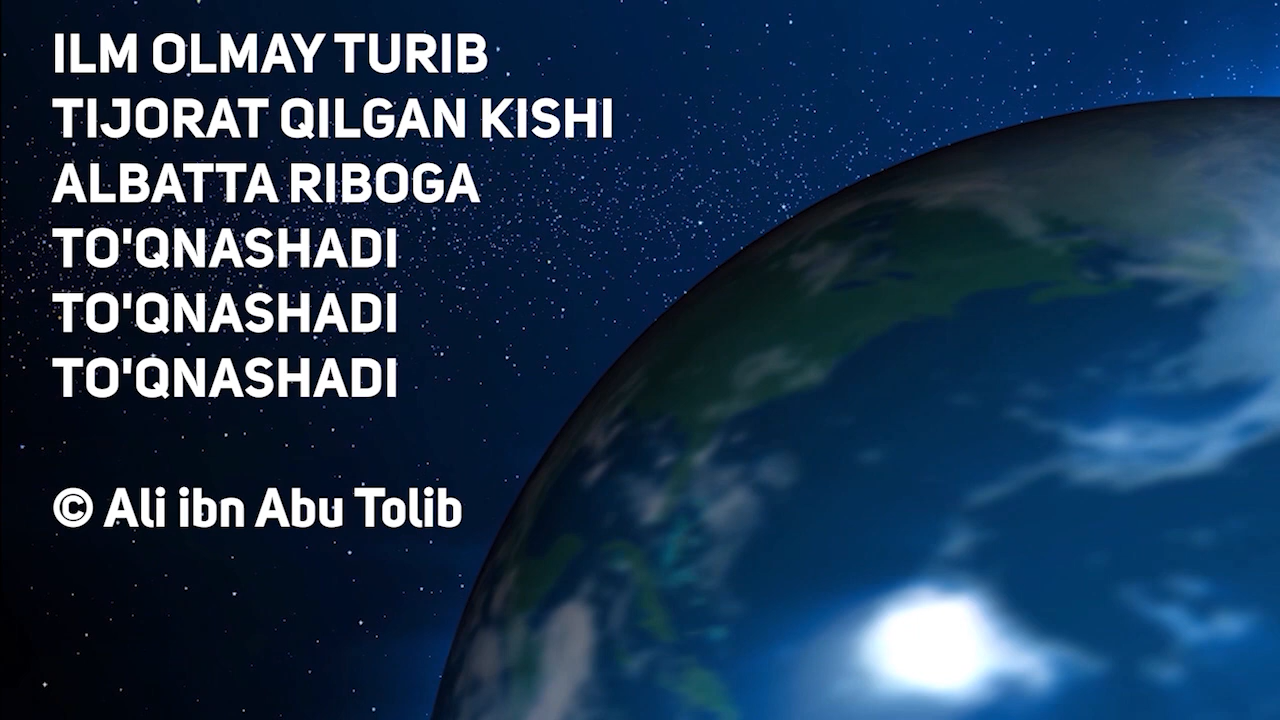 ILM OLMAY TURIB
TIJORAT QILGAN KISHI
ALBATTA RIBOGA
TO'QNASHADI
TO'QNASHADI
TO'QNASHADI
© Ali ibn Abu Tolib